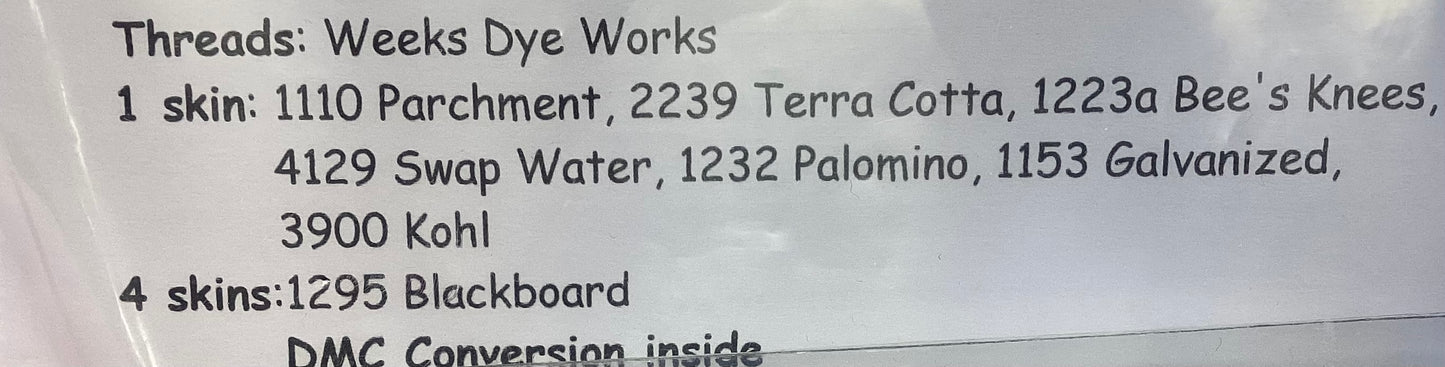 Threads: Weeks Dye Works
1 skin: 1110 Parchment, 2239 Terra Cotta, 1223a Bee's Knees,
4129 Swap Water, 1232 Palomino, 1153 Galvanized,
3900 Kohl
4 skins:1295 Blackboard
DMC Conversion inside